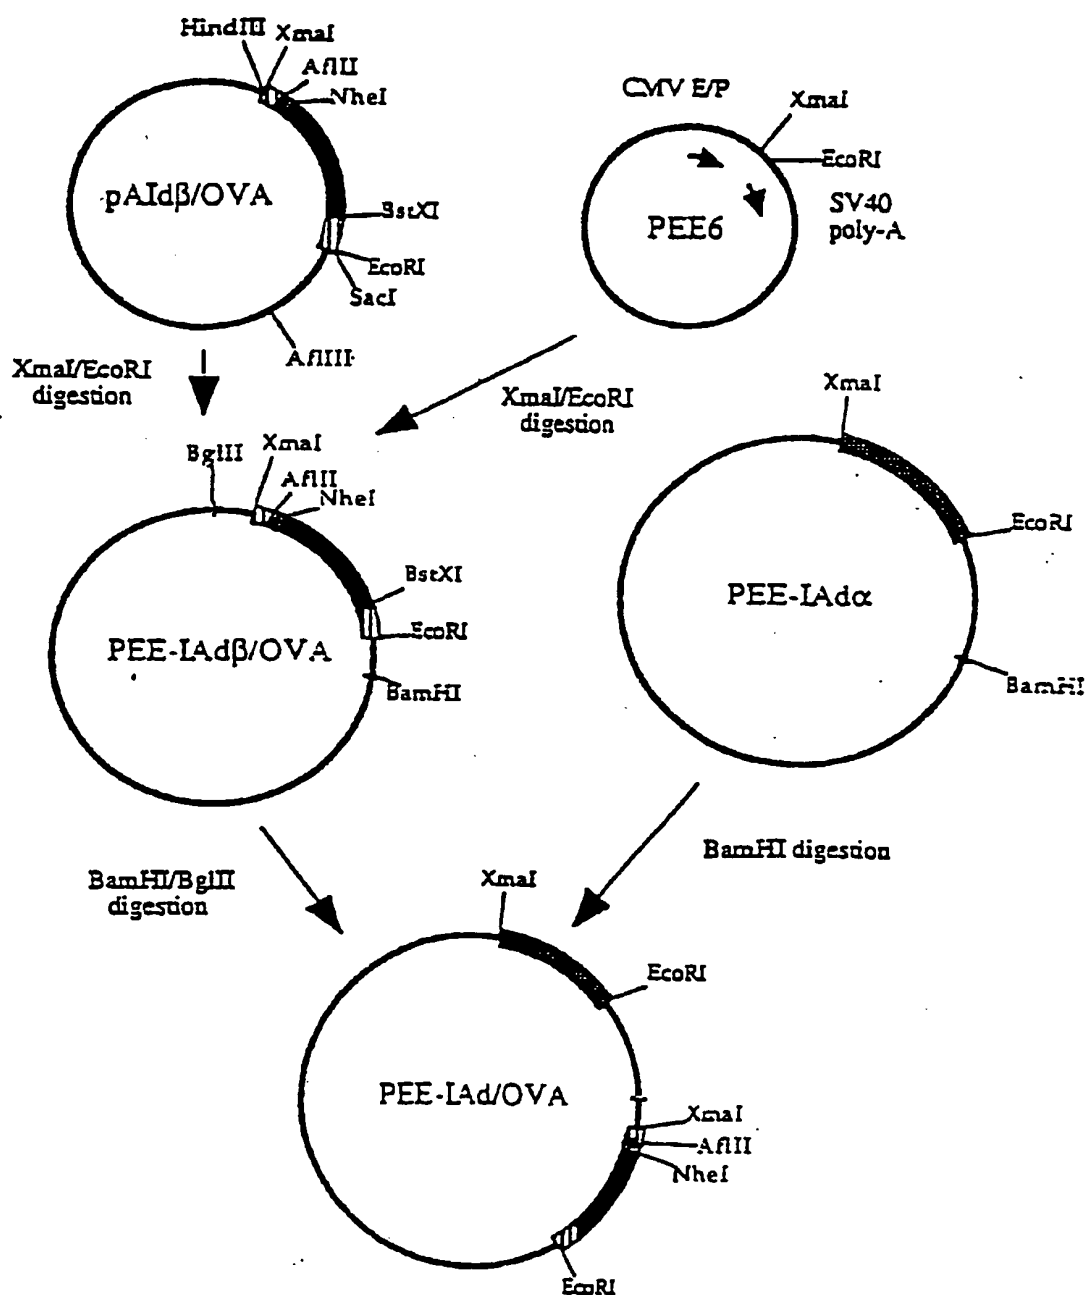 HindIII XmaI
AflII
NheI
pAIdβ/OVA
BstXI
EcoRI
SacI
AflIII
CMV E/P
XmaI
EcoRI
PEE6
SV40
poly-A
XmaI/EcoRI
digestion
XmaI/EcoRI
digestion
BglII
XmaI
AflII
NheI
BstXI
EcoRI
PEE-IAdβ/OVA
BamHI
XmaI
EcoRI
PEE-IAdα
BamHI
BamHI/BglII
digestion
BamHI digestion
XmaI
EcoRI
PEE-IAd/OVA
XmaI
AflII
NheI
EcoRI